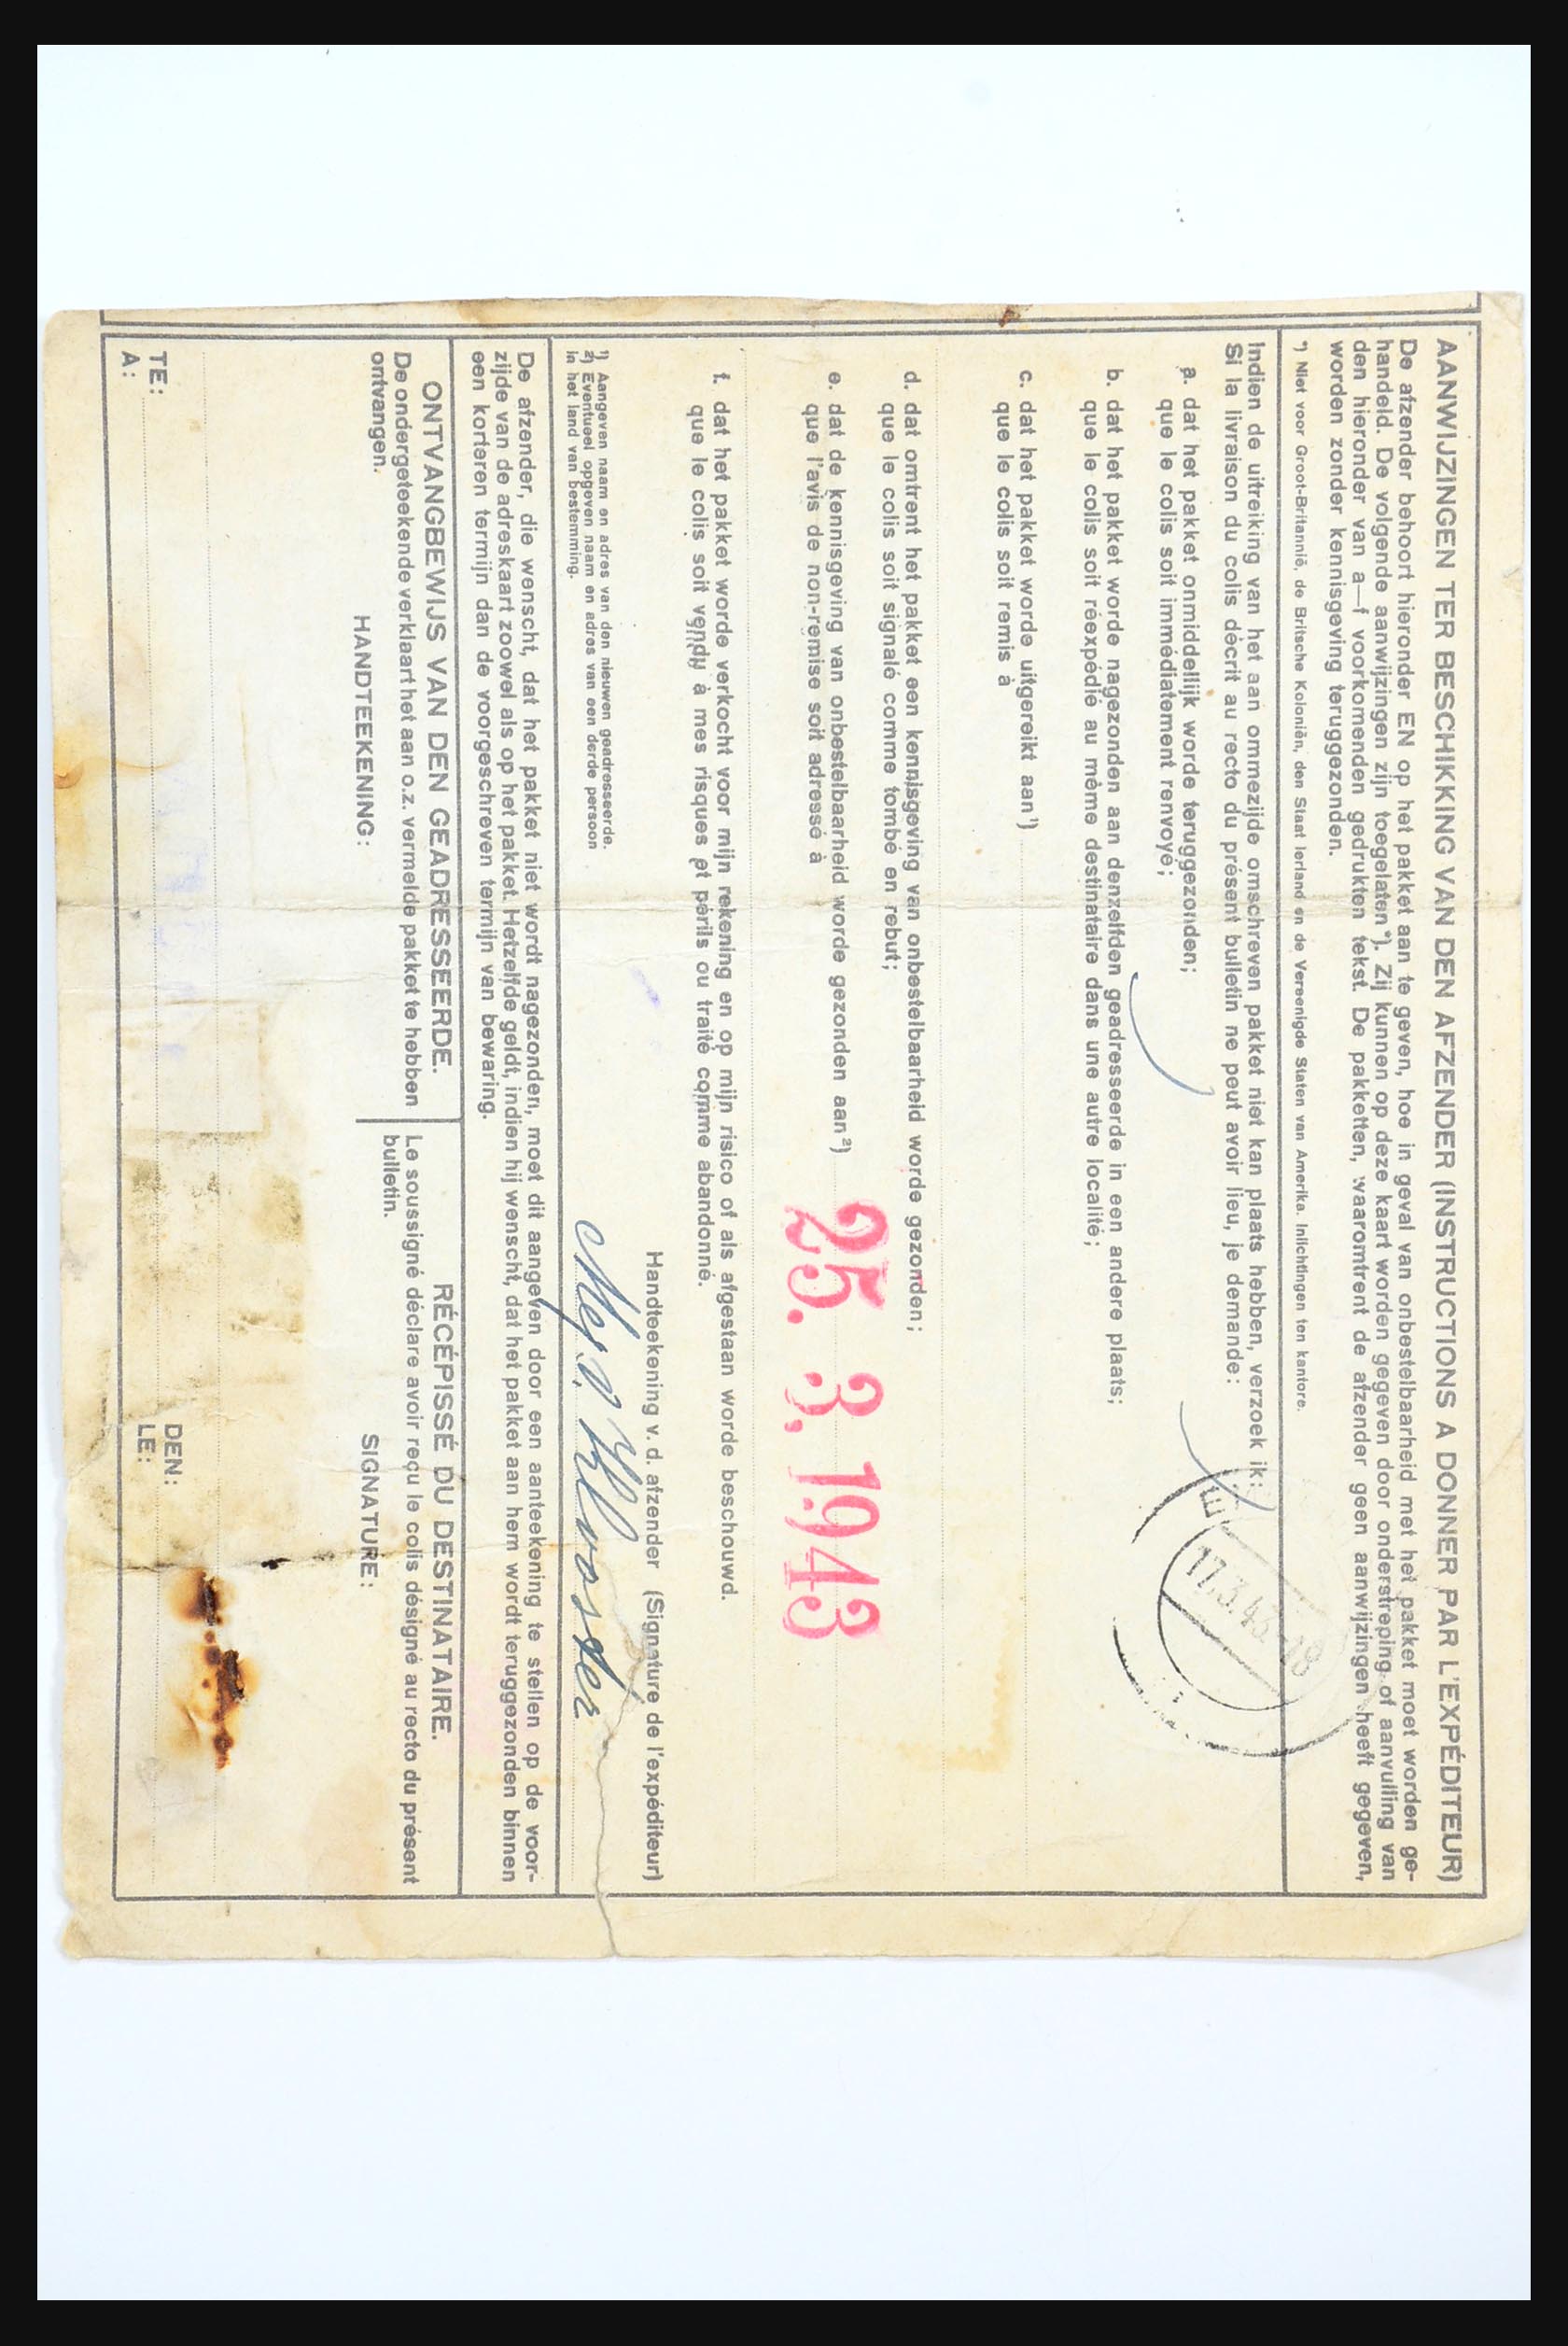 AANWIJZINGEN TER BESCHIKKING VAN DEN AFZENDER (INSTRUCTIONS A DONNER PAR L'EXPÉDITEUR)
De afzender behoort hieronder EN op het pakket aan te geven, hoe in geval van onbestelbaarheid met het pakket moet worden ge-
handeld. De volgende aanwijzingen zijn toegelaten*). Zij kunnen op deze kaart worden gegeven door onderstreping of aanvulling van
den hieronder van a—f voorkomenden gedrukten tekst. De pakketten, waaromtrent de afzender geen aanwijzingen heeft gegeven,
worden zonder kennisgeving teruggezonden.
*) Niet voor Groot-Britannië, de Britsche Koloniën, den Staat Ierland en de Vereenigde Staten van Amerika. Inlichtingen ten kantore.
Indien de uitreiking van het aan ommezijde omschreven pakket niet kan plaats hebben, verzoek ik:
Si la livraison du colis décrit au recto du présent bulletin ne peut avoir lieu, je demande:
a. dat het pakket onmiddellijk worde teruggezonden;
que le colis soit immédiatement renvoyé;
b. dat het pakket worde nagezonden aan denzelfden geadresseerde in een andere plaats;
que le colis soit réexpédié au même destinataire dans une autre localité;
c. dat het pakket worde uitgereikt aan¹)
que le colis soit remis à
d. dat omtrent het pakket een kennisgeving van onbestelbaarheid worde gezonden;
que le colis soit signalé comme tombé en rebut;
e. dat de kennisgeving van onbestelbaarheid worde gezonden aan²)
que l'avis de non-remise soit adressé à
f. dat het pakket worde verkocht voor mijn rekening en op mijn risico of als afgestaan worde beschouwd.
que le colis soit vendu à mes risques et périls ou traité comme abandonné.
17.3.43.-18
25. 3. 1943
Handteekening v. d. afzender (Signature de l'expéditeur)
¹) Aangeven naam en adres van den nieuwen geadresseerde.
²) Eventueel opgeven naam en adres van een derde persoon
in het land van bestemming.
De afzender, die wenscht, dat het pakket niet wordt nagezonden, moet dit aangeven door een aanteekening te stellen op de voor-
zijde van de adreskaart zoowel als op het pakket. Hetzelfde geldt, indien hij wenscht, dat het pakket aan hem wordt teruggezonden binnen
een korteren termijn dan de voorgeschreven termijn van bewaring.
ONTVANGBEWIJS VAN DEN GEADRESSEERDE.
De ondergeteekende verklaart het aan o.z. vermelde pakket te hebben
ontvangen.
HANDTEEKENING:
RÉCÉPISSÉ DU DESTINATAIRE.
Le soussigné déclare avoir reçu le colis désigné au recto du présent
bulletin.
SIGNATURE:
TE:
A:
DEN:
LE: